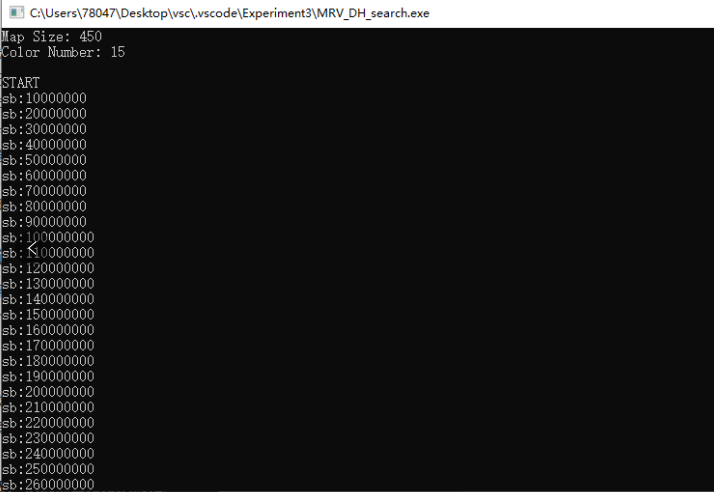 C:\Users\78047\Desktop\vsc\.vscode\Experiment3\MRV_DH_search.exe
Map Size: 450
Color Number: 15
START
sb:10000000
sb:20000000
sb:30000000
sb:40000000
sb:50000000
sb:60000000
sb:70000000
sb:80000000
sb:90000000
sb:100000000
sb:110000000
sb:120000000
sb:130000000
sb:140000000
sb:150000000
sb:160000000
sb:170000000
sb:180000000
sb:190000000
sb:200000000
sb:210000000
sb:220000000
sb:230000000
sb:240000000
sb:250000000
sb:260000000